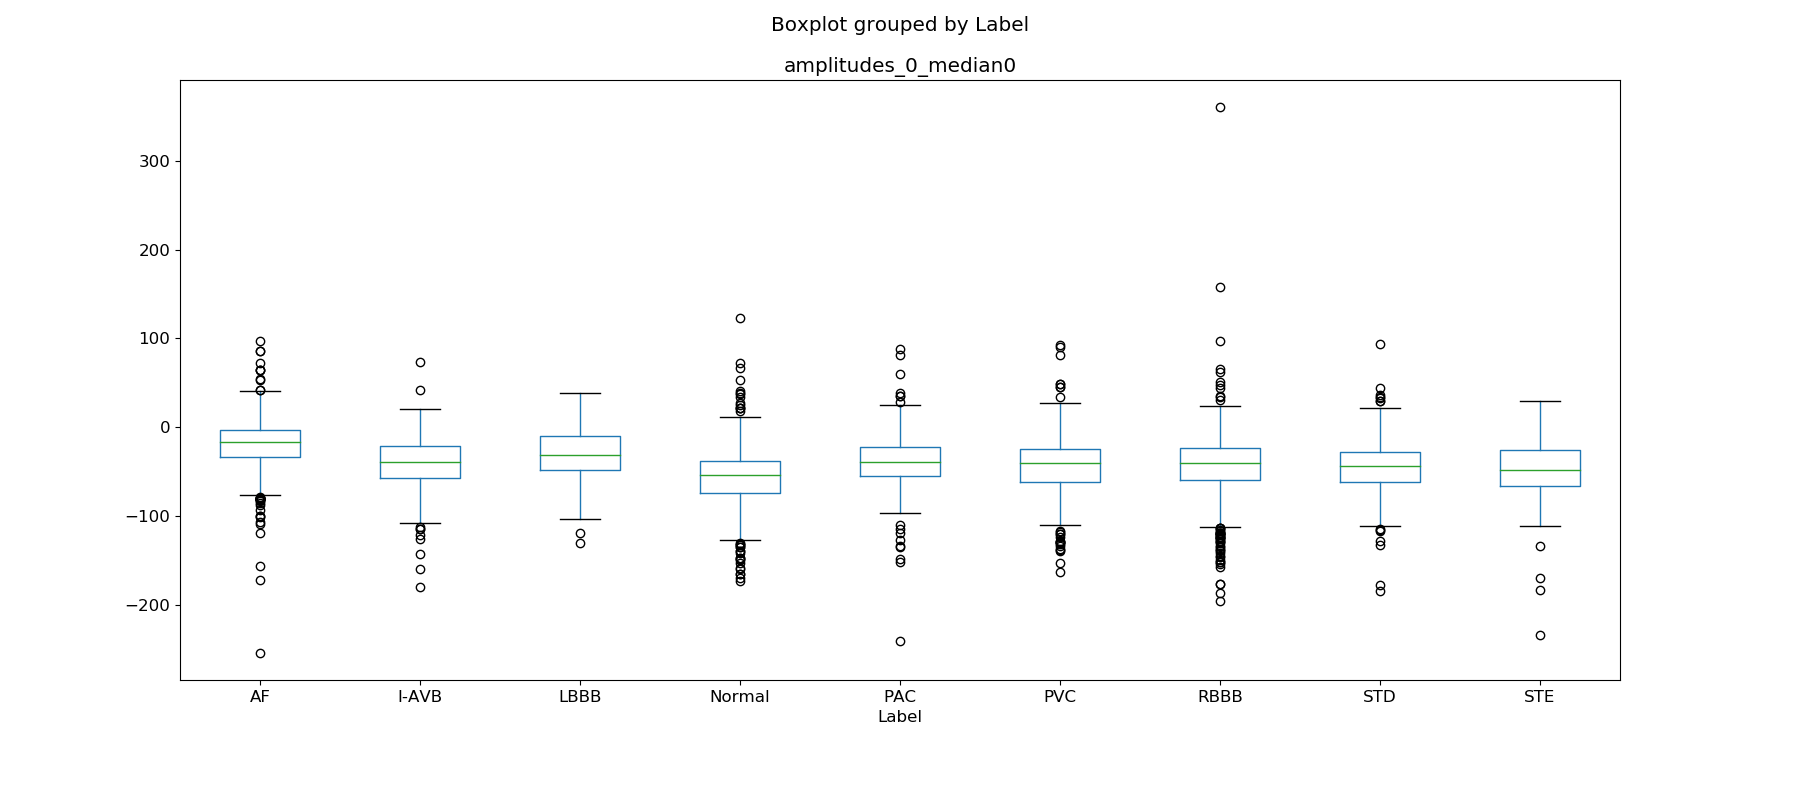 Boxplot grouped by Label
amplitudes_0_median0
300
200
100
0
−100
−200
AF I-AVB LBBB Normal PAC PVC RBBB STD STE
Label